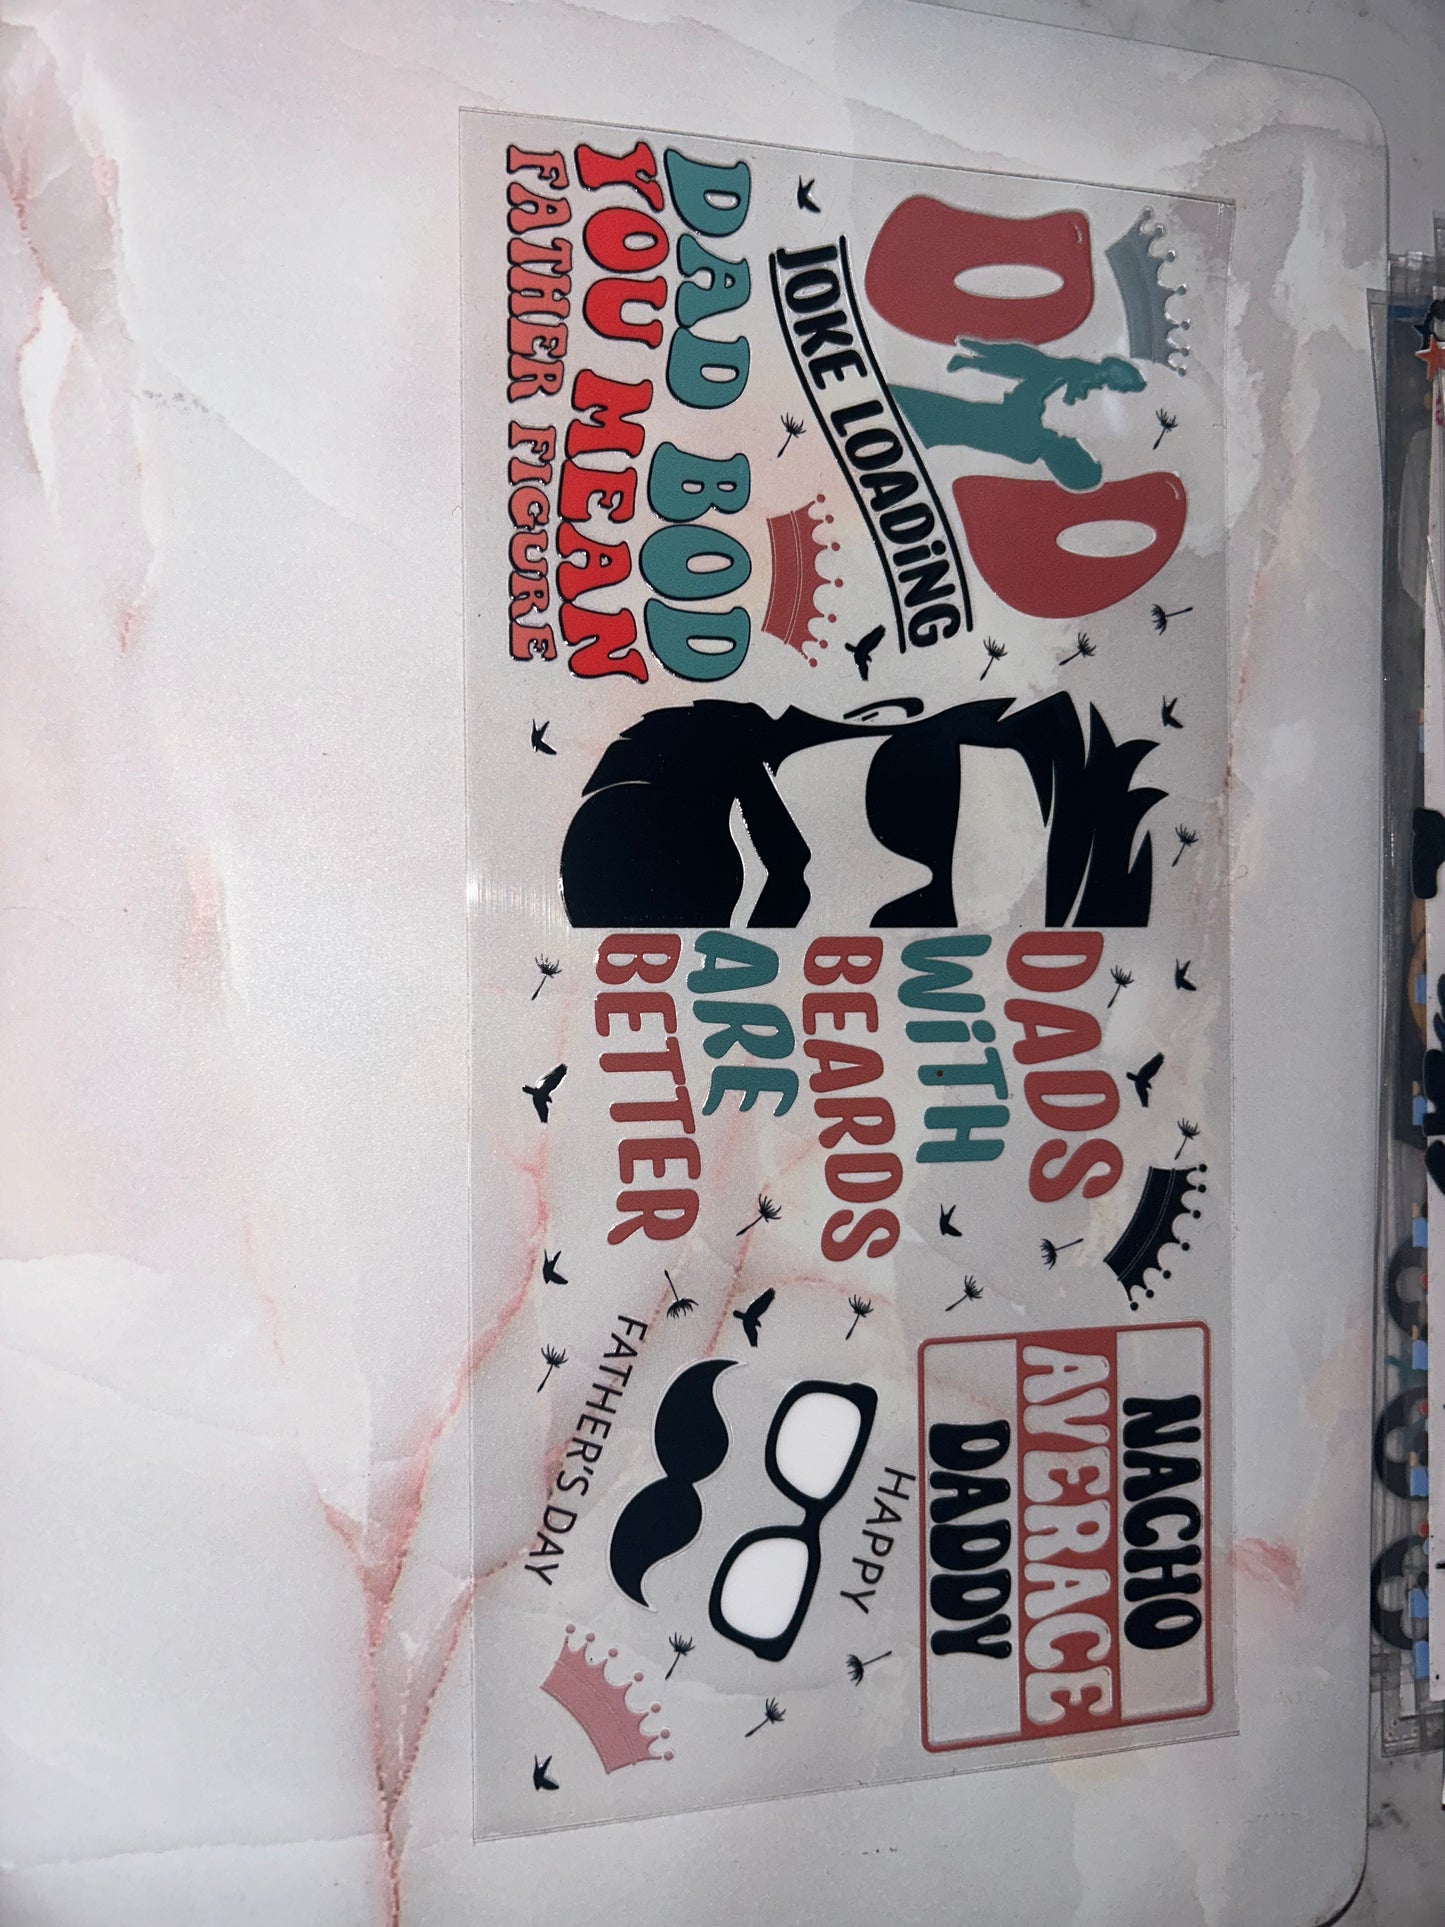 DAD
JOKE LOADiNG
DAD BOD
YOU MEAN
FATHER FIGURE
DADS
WiTH
BEARDS
ARE
BETTER
NACHO
AVERAGE
DADDY
HAPPY
FATHER'S DAY